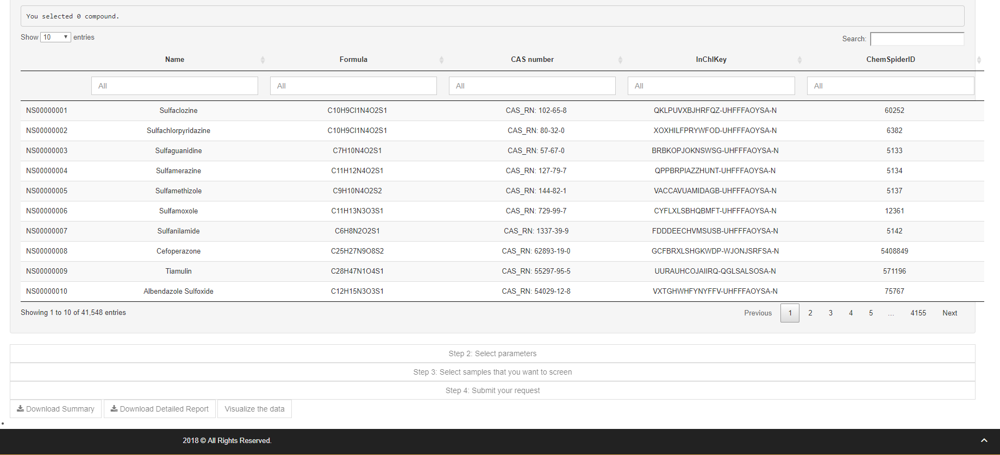 You selected 0 compound.
Show 10 entries Search:
Name Formula CAS number InChIKey ChemSpiderID
All All All All All
NS00000001 Sulfaclozine C10H9Cl1N4O2S1 CAS_RN: 102-65-8 QKLPUVXBJHRFQZ-UHFFFAOYSA-N 60252
NS00000002 Sulfachlorpyridazine C10H9Cl1N4O2S1 CAS_RN: 80-32-0 XOXHILFPRYWFOD-UHFFFAOYSA-N 6382
NS00000003 Sulfaguanidine C7H10N4O2S1 CAS_RN: 57-67-0 BRBKOPJOKNSWSG-UHFFFAOYSA-N 5133
NS00000004 Sulfamerazine C11H12N4O2S1 CAS_RN: 127-79-7 QPPBRPIAZZHUNT-UHFFFAOYSA-N 5134
NS00000005 Sulfamethizole C9H10N4O2S2 CAS_RN: 144-82-1 VACCAVUAMIDAGB-UHFFFAOYSA-N 5137
NS00000006 Sulfamoxole C11H13N3O3S1 CAS_RN: 729-99-7 CYFLXLSBHQBMFT-UHFFFAOYSA-N 12361
NS00000007 Sulfanilamide C6H8N2O2S1 CAS_RN: 1337-39-9 FDDDEECHVMSUSB-UHFFFAOYSA-N 5142
NS00000008 Cefoperazone C25H27N9O8S2 CAS_RN: 62893-19-0 GCFBRXLSHGKWDP-WJONJSRFSA-N 5408849
NS00000009 Tiamulin C28H47N1O4S1 CAS_RN: 55297-95-5 UURAUHCOJAIIRQ-QGLSALSOSA-N 571196
NS00000010 Albendazole Sulfoxide C12H15N3O3S1 CAS_RN: 54029-12-8 VXTGHWHFYNYFFV-UHFFFAOYSA-N 75767
Showing 1 to 10 of 41,548 entries Previous 1 2 3 4 5 … 4155 Next
Step 2: Select parameters
Step 3: Select samples that you want to screen
Step 4: Submit your request
Download Summary Download Detailed Report Visualize the data
2018 © All Rights Reserved.